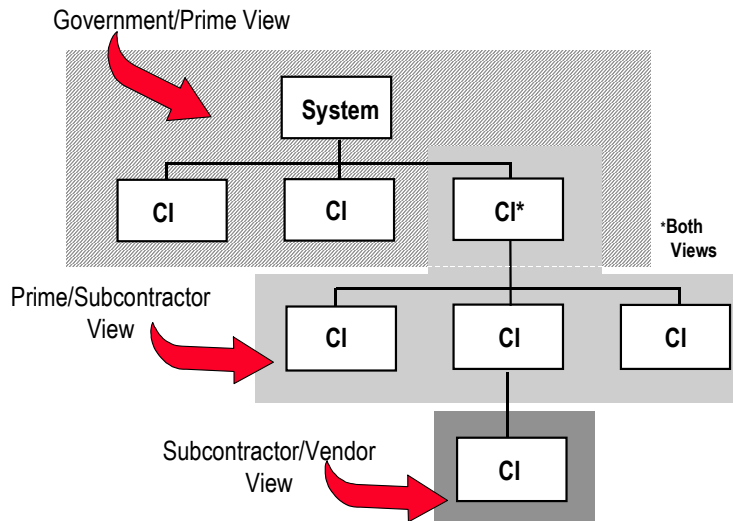 Government/Prime View
System
CI
CI
CI*
*Both
Views
Prime/Subcontractor
View
CI
CI
CI
Subcontractor/Vendor
View
CI